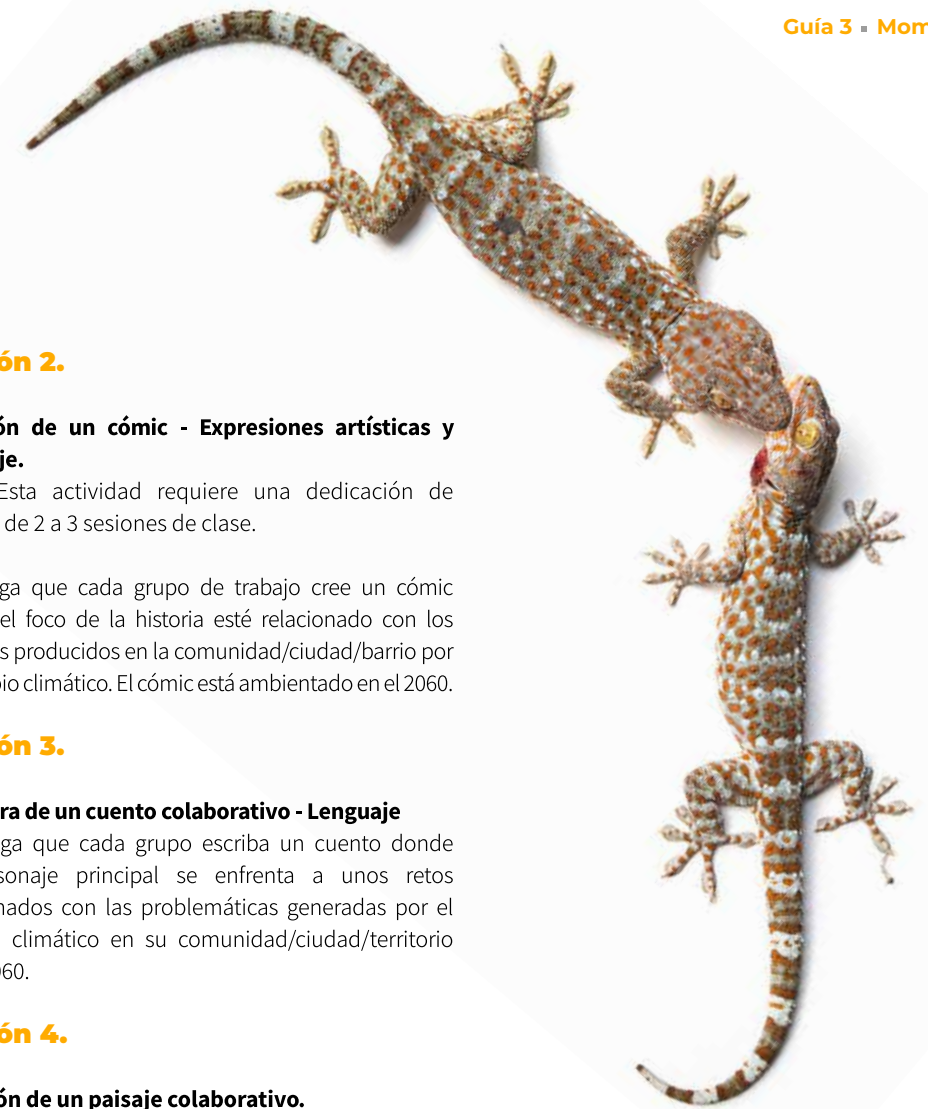 Guía 3 ▪ Mom
ón 2.
ón de un cómic - Expresiones artísticas y
je.
Esta actividad requiere una dedicación de
de 2 a 3 sesiones de clase.
ga que cada grupo de trabajo cree un cómic
el foco de la historia esté relacionado con los
s producidos en la comunidad/ciudad/barrio por
io climático. El cómic está ambientado en el 2060.
ón 3.
ra de un cuento colaborativo - Lenguaje
ga que cada grupo escriba un cuento donde
sonaje principal se enfrenta a unos retos
nados con las problemáticas generadas por el
climático en su comunidad/ciudad/territorio
060.
ón 4.
ón de un paisaje colaborativo.